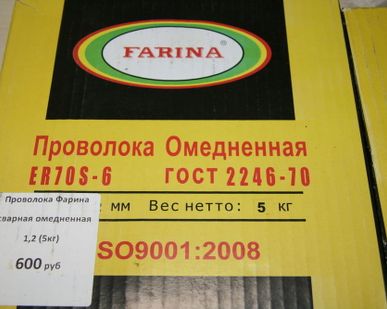 FARINA
Проволока Омедненная
ER70S-6 ГОСТ 2246-70
мм Вес нетто: 5 кг
SO9001:2008
Проволока Фарина
сварная омедненная
1,2 (5кг)
600 руб